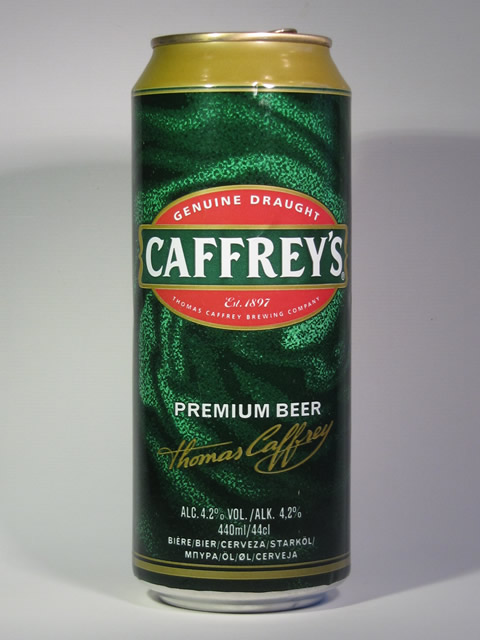 GENUINE DRAUGHT
CAFFREY'S
Est. 1897
THOMAS CAFFREY BREWING COMPANY
PREMIUM BEER
Thomas Caffrey
ALC. 4.2% VOL. /ALK. 4,2%
440ml/44cl
BIÈRE/BIER/CERVEZA/STARKÖL/
ΜΠΥΡΑ/ÖL/ØL/CERVEJA